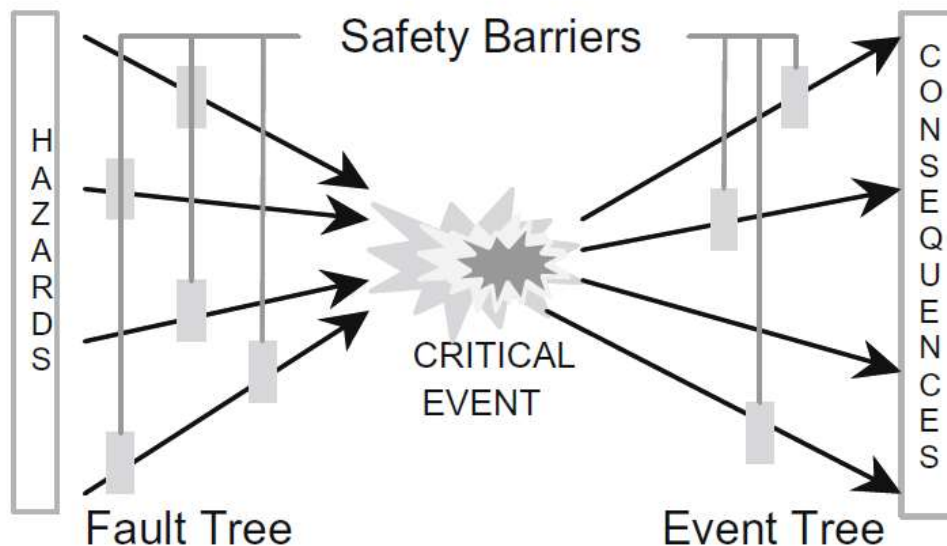 Safety Barriers
HAZARDS
CONSEQUENCES
CRITICAL
EVENT
Fault Tree
Event Tree